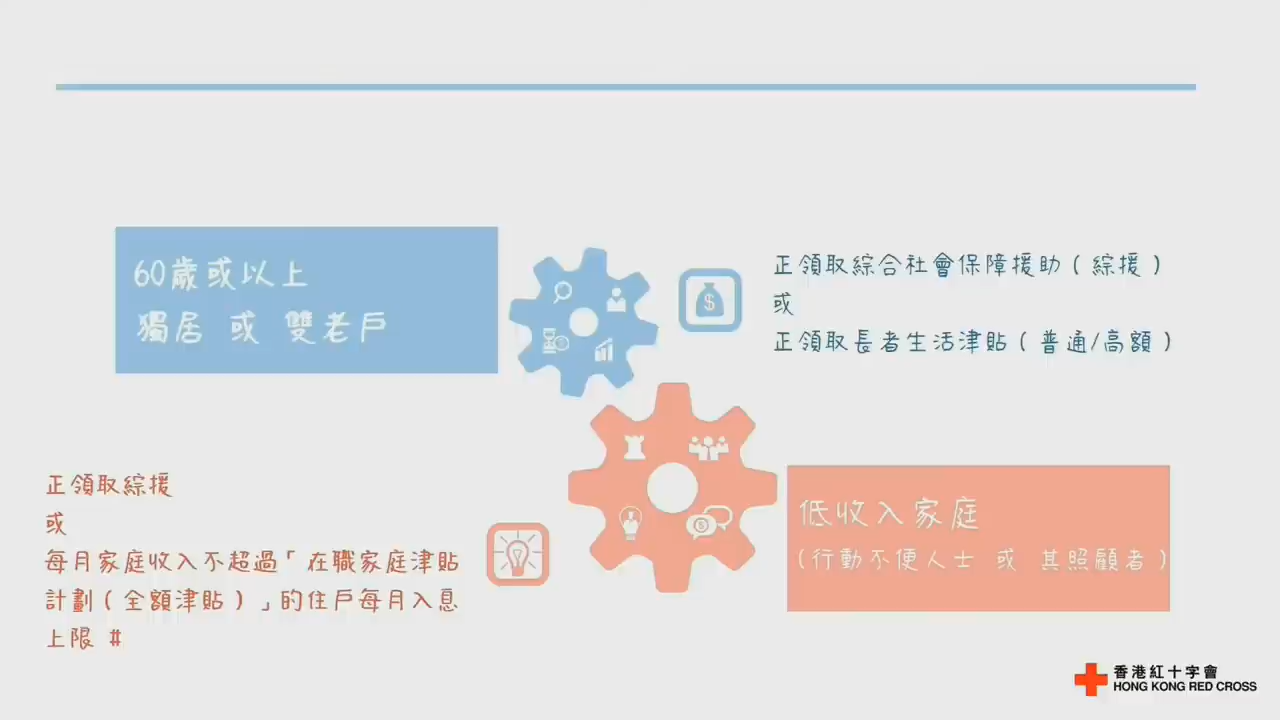 60歲或以上
獨居 或 雙老戶
正領取綜合社會保障援助(綜援)
或
正領取長者生活津貼(普通/高額)
正領取綜援
或
每月家庭收入不超過「在職家庭津貼
計劃(全額津貼)」的住戶每月入息
上限 #
低收入家庭
(行動不便人士 或 其照顧者)
香港紅十字會
HONG KONG RED CROSS